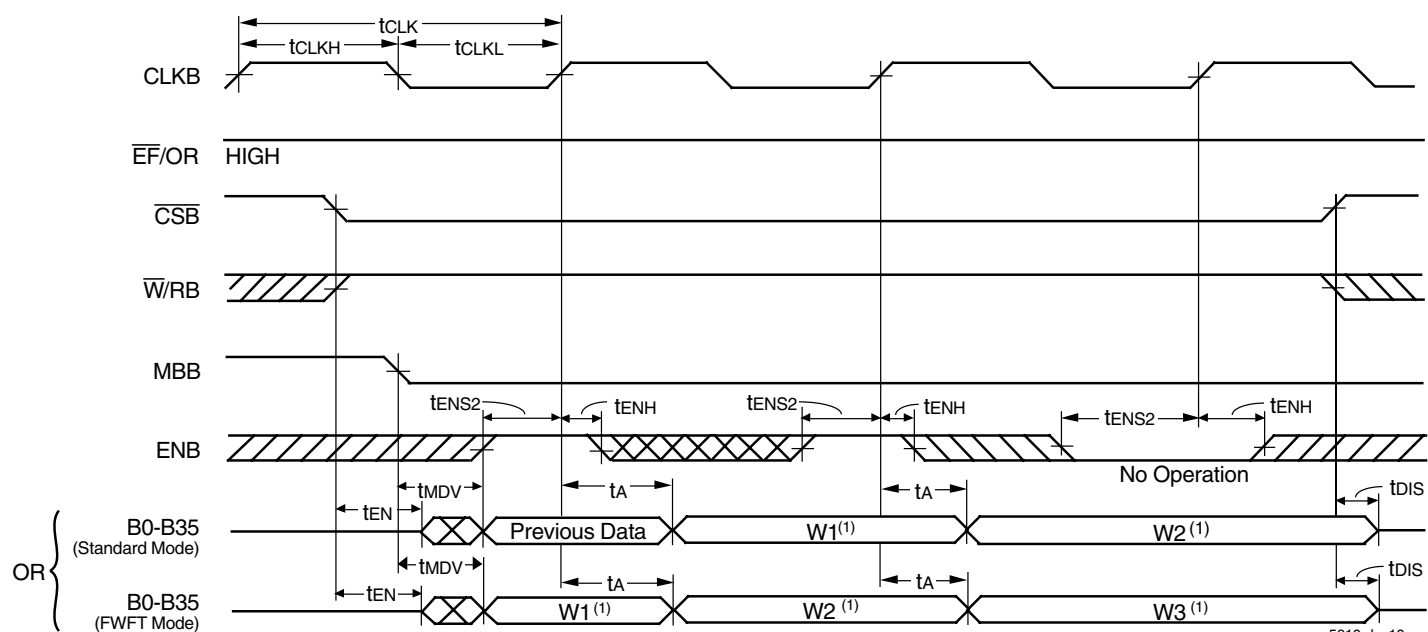 tCLK
tCLKH tCLKL
CLKB
EF/OR HIGH
CSB
W/RB
MBB
tENS2 tENH tENS2 tENH tENS2 tENH
ENB
No Operation
tMDV tA tA tDIS
tEN
B0-B35 Previous Data W1(1) W2(1)
(Standard Mode)
OR
tMDV tA tA tDIS
tEN
B0-B35 W1(1) W2(1) W3(1)
(FWFT Mode)